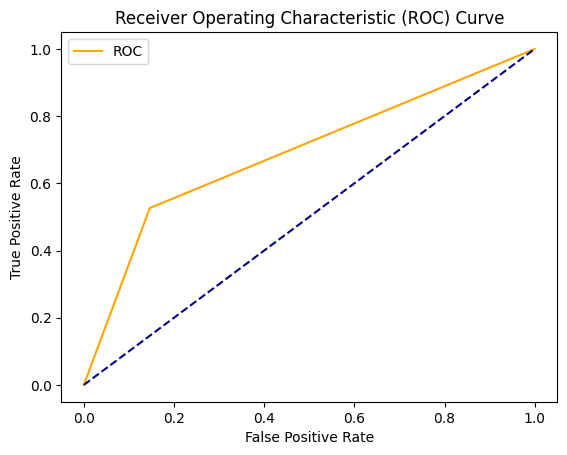 Receiver Operating Characteristic (ROC) Curve
ROC
True Positive Rate
1.0
0.8
0.6
0.4
0.2
0.0
0.0 0.2 0.4 0.6 0.8 1.0
False Positive Rate